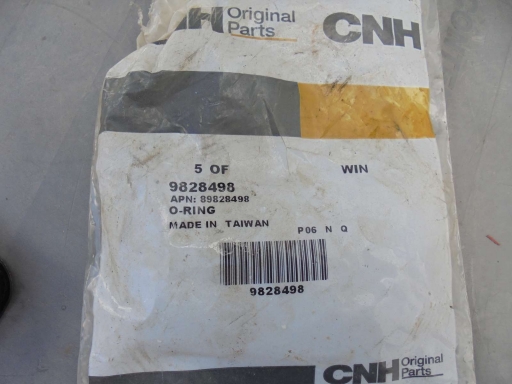 CNH Original Parts CNH
5 OF WIN
9828498
APN: 89828498
O-RING
MADE IN TAIWAN P06 N Q
9828498
CNH Original Parts